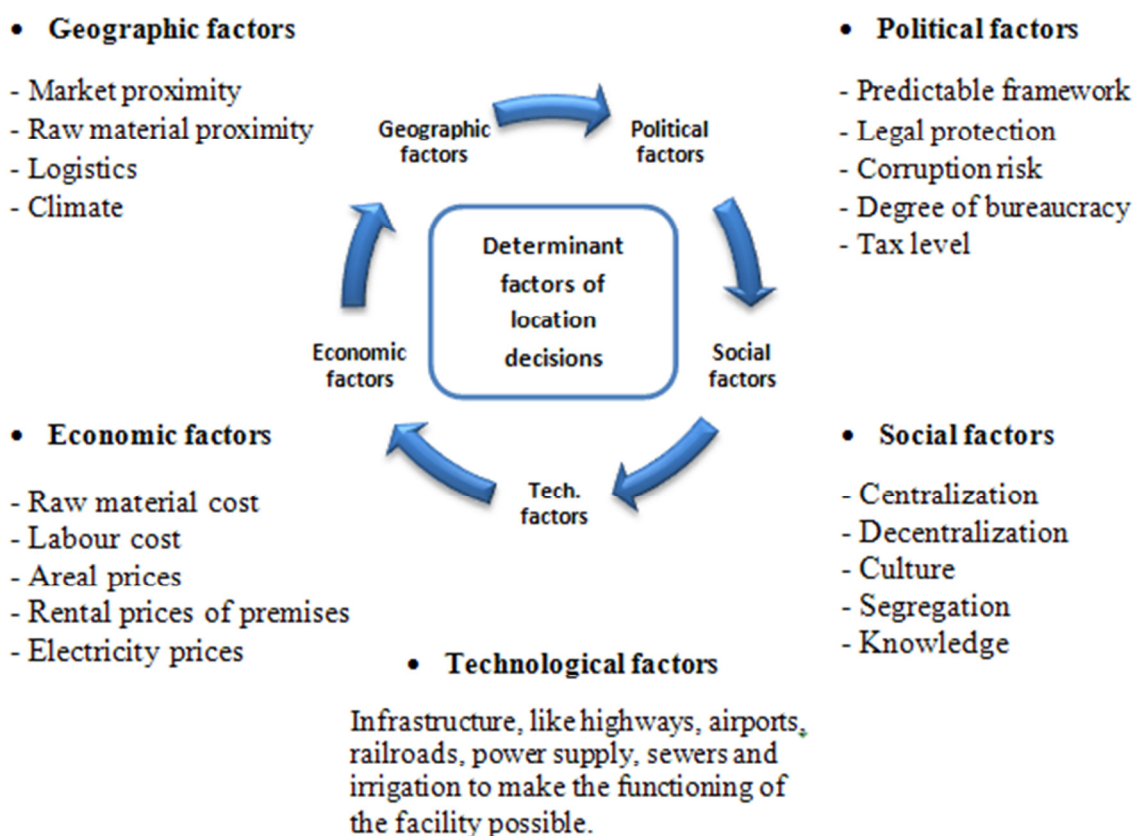 • Geographic factors
- Market proximity
- Raw material proximity
- Logistics
- Climate
• Political factors
- Predictable framework
- Legal protection
- Corruption risk
- Degree of bureaucracy
- Tax level
Geographic
factors
Political
factors
Determinant
factors of
location
decisions
Economic
factors
Social
factors
Tech.
factors
• Economic factors
- Raw material cost
- Labour cost
- Areal prices
- Rental prices of premises
- Electricity prices
• Social factors
- Centralization
- Decentralization
- Culture
- Segregation
- Knowledge
• Technological factors
Infrastructure, like highways, airports,
railroads, power supply, sewers and
irrigation to make the functioning of
the facility possible.